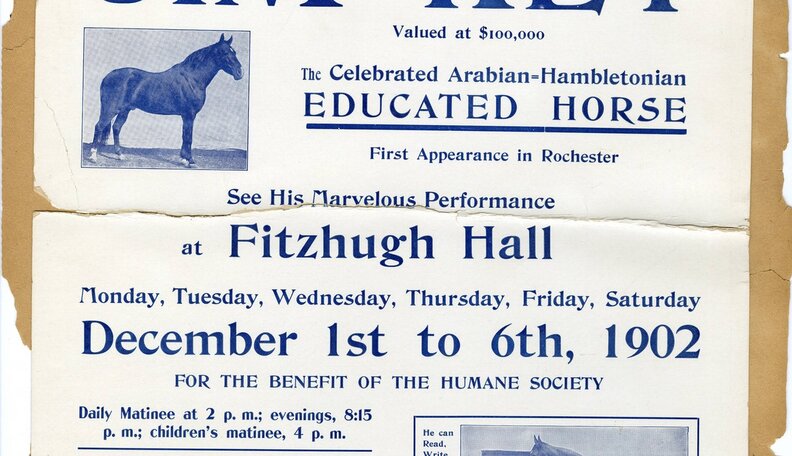 Valued at $100,000
The Celebrated Arabian=Hambletonian
EDUCATED HORSE
First Appearance in Rochester
See His Marvelous Performance
at Fitzhugh Hall
Monday, Tuesday, Wednesday, Thursday, Friday, Saturday
December 1st to 6th, 1902
FOR THE BENEFIT OF THE HUMANE SOCIETY
Daily Matinee at 2 p. m.; evenings, 8:15
p. m.; children's matinee, 4 p. m.
He can
Read,
Write